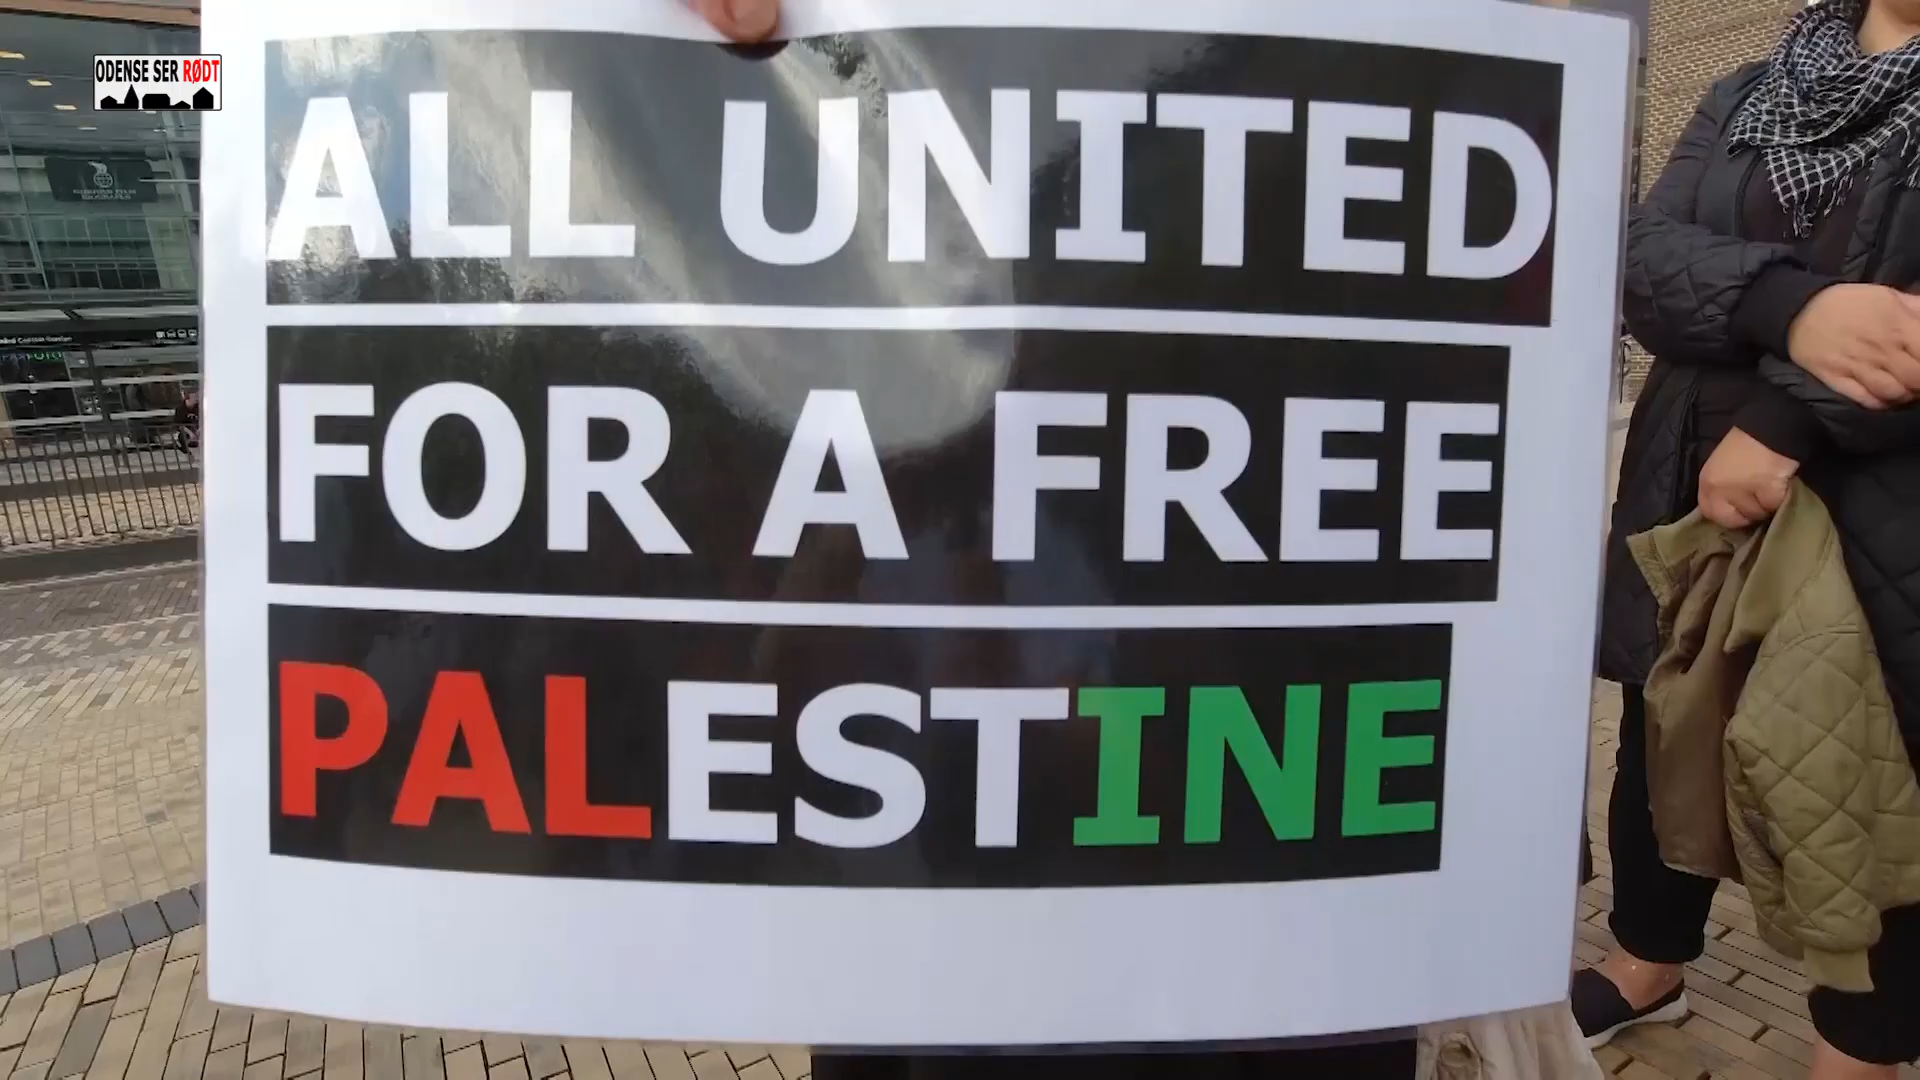 ODENSE SER RØDT
ALL UNITED
FOR A FREE
PALESTINE